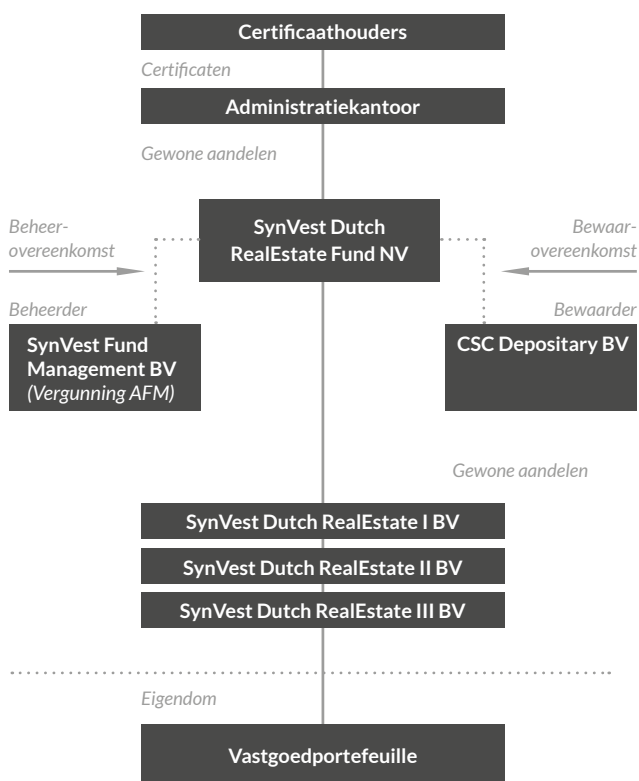 Certificaathouders
Certificaten
Administratiekantoor
Gewone aandelen
SynVest Dutch
RealEstate Fund NV
Beheer-
overeenkomst
Bewaar-
overeenkomst
Beheerder
SynVest Fund
Management BV
(Vergunning AFM)
Bewaarder
CSC Depositary BV
Gewone aandelen
SynVest Dutch RealEstate I BV
SynVest Dutch RealEstate II BV
SynVest Dutch RealEstate III BV
Eigendom
Vastgoedportefeuille